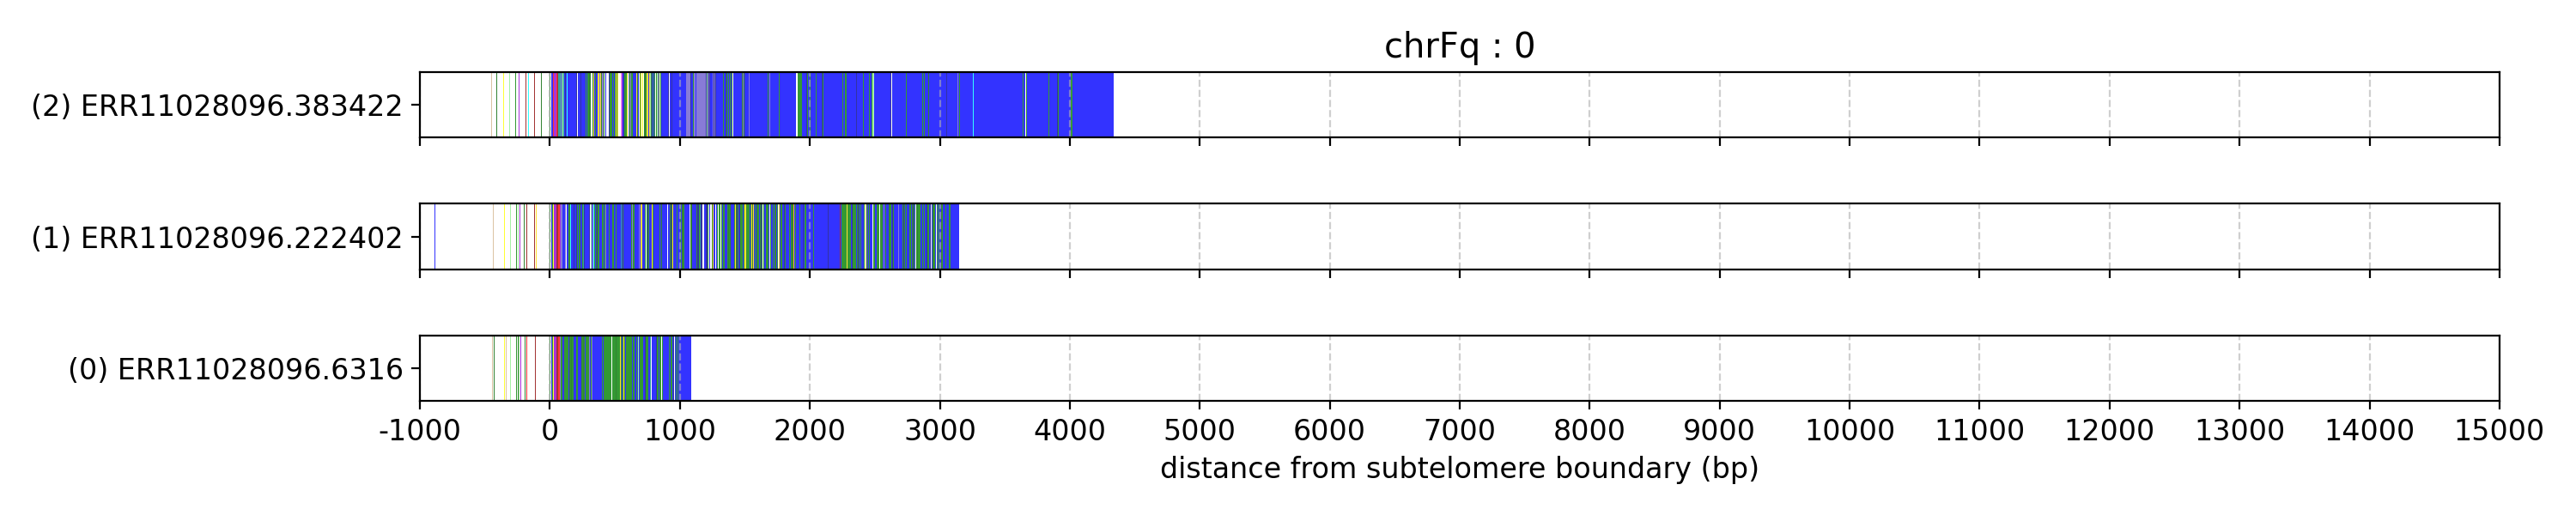 chrFq : 0
(2) ERR11028096.383422
(1) ERR11028096.222402
(0) ERR11028096.6316
-1000 0 1000 2000 3000 4000 5000 6000 7000 8000 9000 10000 11000 12000 13000 14000 15000
distance from subtelomere boundary (bp)